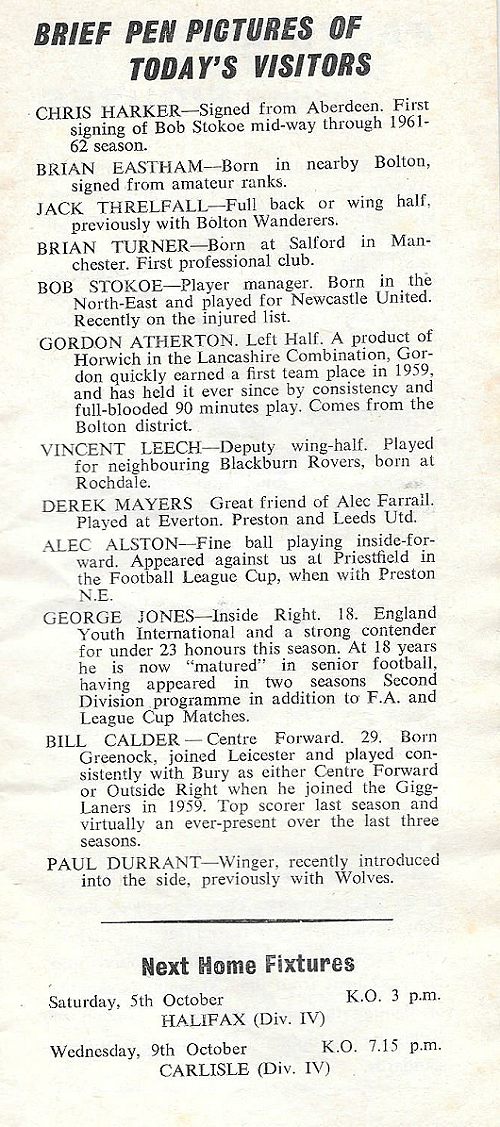 BRIEF PEN PICTURES OF
TODAY'S VISITORS
CHRIS HARKER—Signed from Aberdeen. First
signing of Bob Stokoe mid-way through 1961-
62 season.
BRIAN EASTHAM—Born in nearby Bolton,
signed from amateur ranks.
JACK THRELFALL—Full back or wing half,
previously with Bolton Wanderers.
BRIAN TURNER—Born at Salford in Man-
chester. First professional club.
BOB STOKOE—Player manager. Born in the
North-East and played for Newcastle United.
Recently on the injured list.
GORDON ATHERTON. Left Half. A product of
Horwich in the Lancashire Combination, Gor-
don quickly earned a first team place in 1959,
and has held it ever since by consistency and
full-blooded 90 minutes play. Comes from the
Bolton district.
VINCENT LEECH—Deputy wing-half. Played
for neighbouring Blackburn Rovers, born at
Rochdale.
DEREK MAYERS Great friend of Alec Farrall.
Played at Everton. Preston and Leeds Utd.
ALEC ALSTON—Fine ball playing inside-for-
ward. Appeared against us at Priestfield in
the Football League Cup, when with Preston
N.E.
GEORGE JONES—Inside Right. 18. England
Youth International and a strong contender
for under 23 honours this season. At 18 years
he is now "matured" in senior football,
having appeared in two seasons Second
Division programme in addition to F.A. and
League Cup Matches.
BILL CALDER — Centre Forward. 29. Born
Greenock, joined Leicester and played con-
sistently with Bury as either Centre Forward
or Outside Right when he joined the Gigg-
Laners in 1959. Top scorer last season and
virtually an ever-present over the last three
seasons.
PAUL DURRANT—Winger, recently introduced
into the side, previously with Wolves.
Next Home Fixtures
Saturday, 5th October K.O. 3 p.m.
HALIFAX (Div. IV)
Wednesday, 9th October K.O. 7.15 p.m.
CARLISLE (Div. IV)